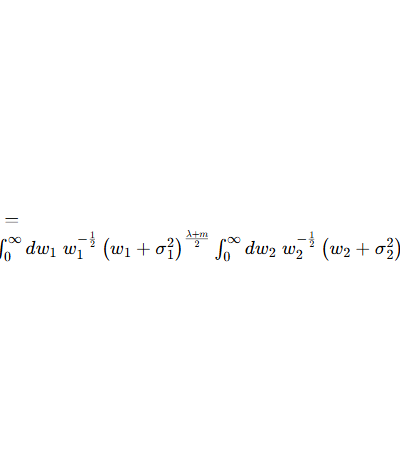 =
∫₀^∞ dw₁ w₁^{-1/2} (w₁ + σ₁²)^{(λ+m)/2} ∫₀^∞ dw₂ w₂^{-1/2} (w₂ + σ₂²)